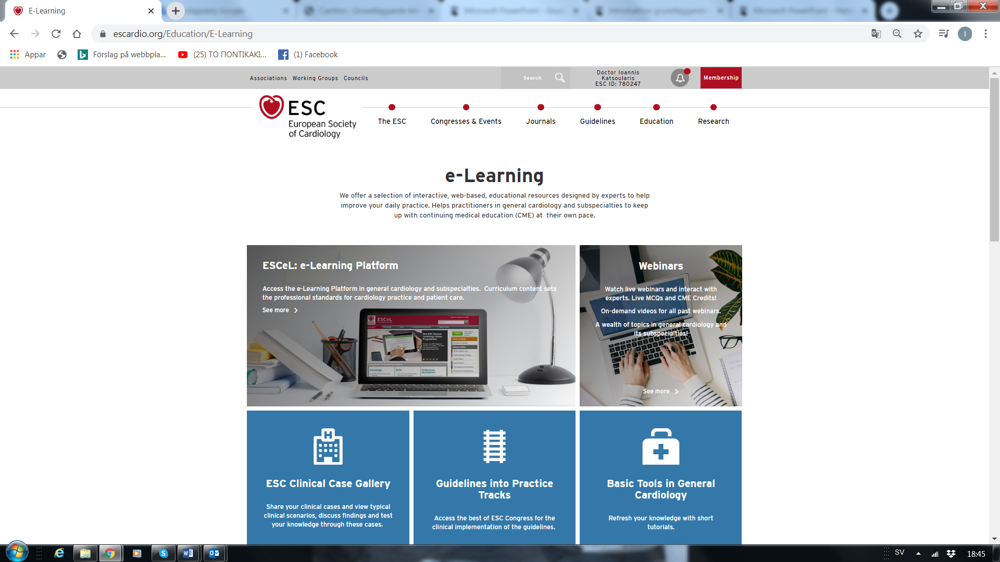 E-Learning
escardio.org/Education/E-Learning
Appar
Förslag på webbpla...
(25) ΤΟ ΠΟΝΤΙΚΑΚΙ...
(1) Facebook
Associations Working Groups Councils
Search
Doctor Ioannis
Katsoularis
ESC ID: 780247
Membership
ESC
European Society
of Cardiology
The ESC
Congresses & Events
Journals
Guidelines
Education
Research
e-Learning
We offer a selection of interactive, web-based, educational resources designed by experts to help
improve your daily practice. Helps practitioners in general cardiology and subspecialties to keep
up with continuing medical education (CME) at their own pace.
ESCeL: e-Learning Platform
Access the e-Learning Platform in general cardiology and subspecialties. Curriculum content sets
the professional standards for cardiology practice and patient care.
See more
ESCeL
Webinars
Watch live webinars and interact with
experts. Live MCQs and CME Credits!
On-demand videos for all past webinars.
A wealth of topics in general cardiology and
its subspecialties!
See more
ESC Clinical Case Gallery
Share your clinical cases and view typical
clinical scenarios, discuss findings and test
your knowledge through these cases.
Guidelines into Practice
Tracks
Access the best of ESC Congress for the
clinical implementation of the guidelines.
Basic Tools in General
Cardiology
Refresh your knowledge with short
tutorials.
SV
18:45